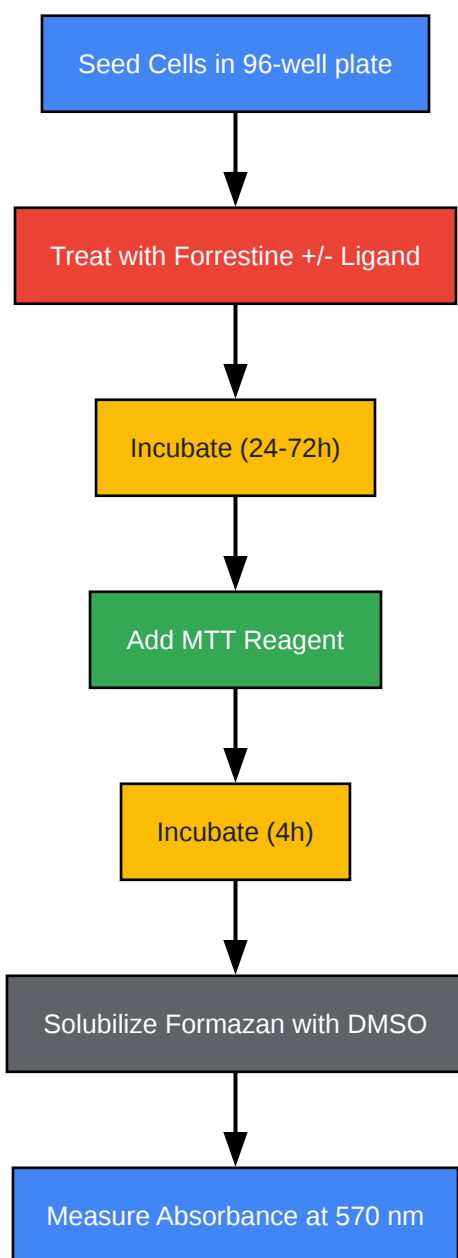 Seed Cells in 96-well plate
Treat with Forrestine +/- Ligand
Incubate (24-72h)
Add MTT Reagent
Incubate (4h)
Solubilize Formazan with DMSO
Measure Absorbance at 570 nm